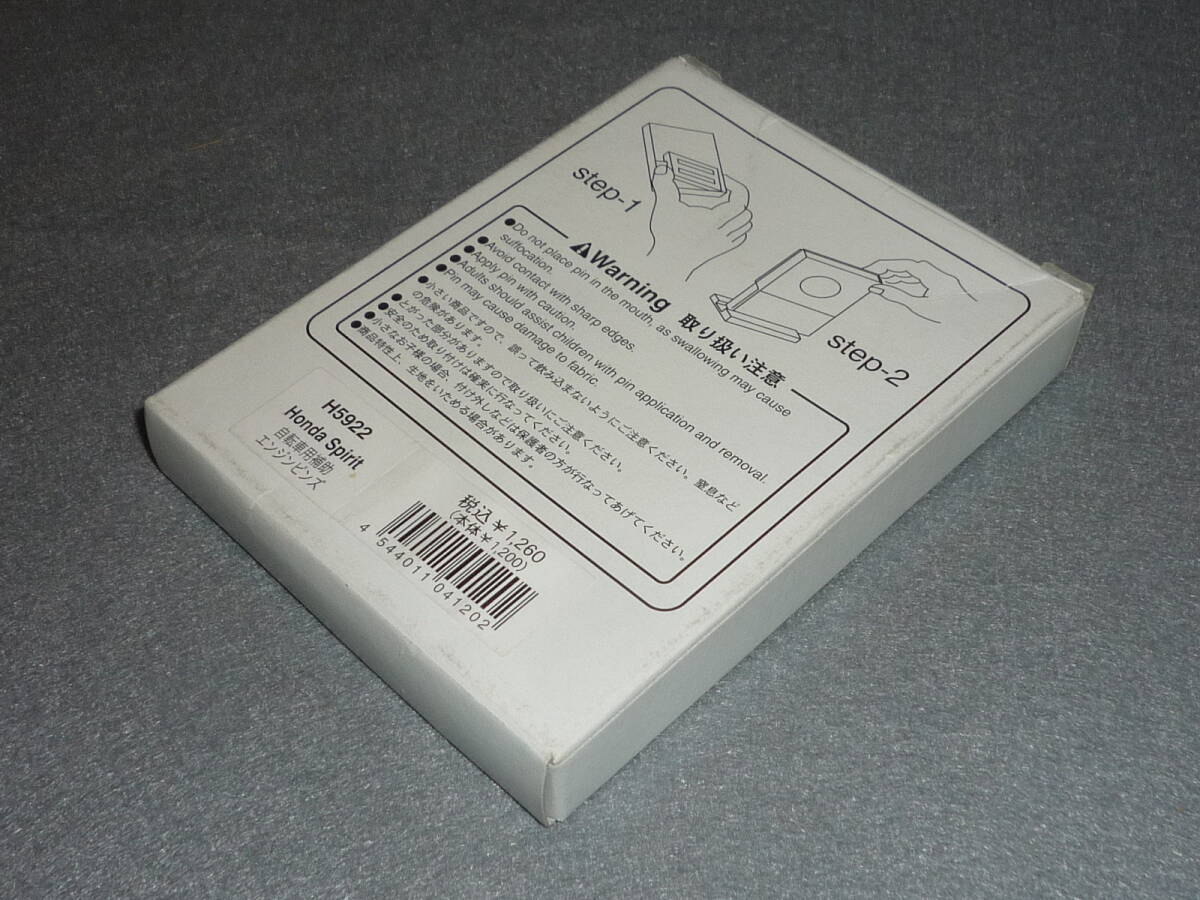 step-1
step-2
⚠Warning 取り扱い注意
●Do not place pin in the mouth, as swallowing may cause
suffocation.
●Avoid contact with sharp edges.
●Apply pin with caution.
●Adults should assist children with pin application and removal.
●Pin may cause damage to fabric.
●小さい商品ですので、誤って飲み込まないようにご注意ください。窒息など
の危険があります。
●とがった部分がありますので取り扱いにご注意ください。
●安全のため取り付けは確実に行なってください。
●小さなお子様の場合、付け外しなどは保護者の方が行なってあげてください。
●商品特性上、生地をいためる場合があります。
H5922
Honda Spirit
自転車用補助
エンジンピンズ
税込¥1,260
(本体¥1,200)
4 544011 041202